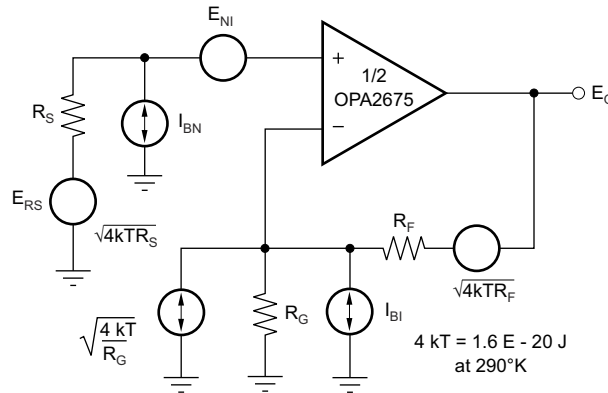 E_NI
1/2
OPA2675
+
−
E_O
R_S
I_BN
E_RS
√4kTR_S
R_F
√4kTR_F
√4 kT/R_G
R_G
I_BI
4 kT = 1.6 E - 20 J
at 290°K